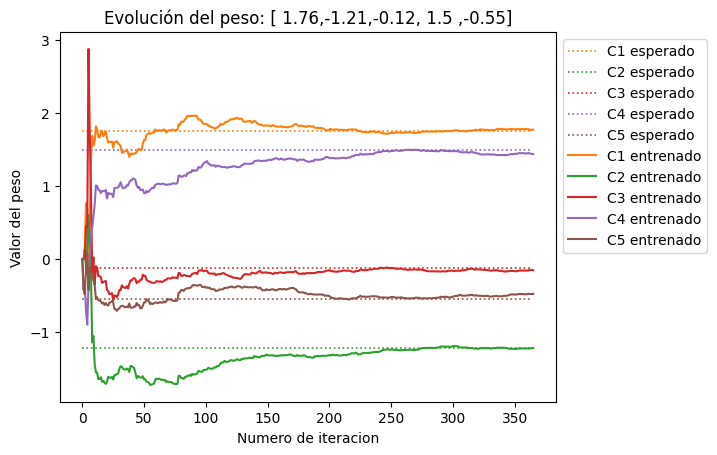 Evolución del peso: [ 1.76,-1.21,-0.12, 1.5 ,-0.55]
Valor del peso
3
2
1
0
−1
0 50 100 150 200 250 300 350
Numero de iteracion
C1 esperado
C2 esperado
C3 esperado
C4 esperado
C5 esperado
C1 entrenado
C2 entrenado
C3 entrenado
C4 entrenado
C5 entrenado